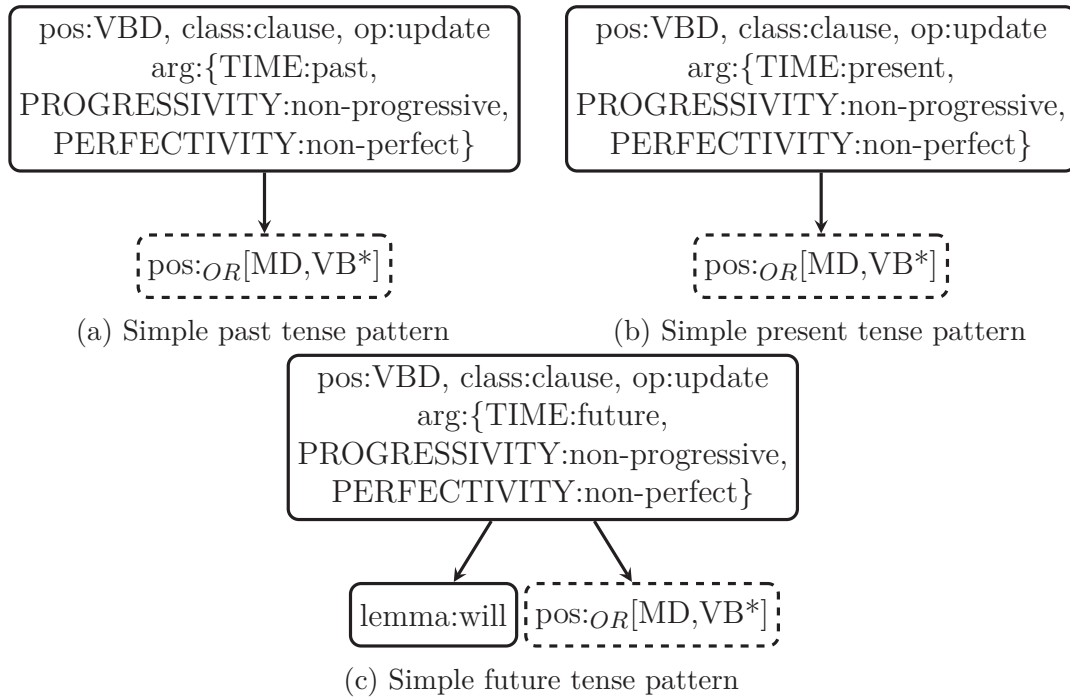 pos:VBD, class:clause, op:update
arg:{TIME:past,
PROGRESSIVITY:non-progressive,
PERFECTIVITY:non-perfect}
pos:OR[MD,VB*]
(a) Simple past tense pattern
pos:VBD, class:clause, op:update
arg:{TIME:present,
PROGRESSIVITY:non-progressive,
PERFECTIVITY:non-perfect}
pos:OR[MD,VB*]
(b) Simple present tense pattern
pos:VBD, class:clause, op:update
arg:{TIME:future,
PROGRESSIVITY:non-progressive,
PERFECTIVITY:non-perfect}
lemma:will
pos:OR[MD,VB*]
(c) Simple future tense pattern